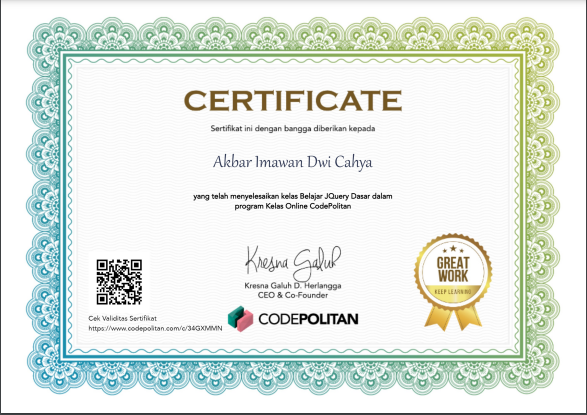 CERTIFICATE
Sertifikat ini dengan bangga diberikan kepada
Akbar Imawan Dwi Cahya
yang telah menyelesaikan kelas Belajar JQuery Dasar dalam
program Kelas Online CodePolitan
Kresna Galuh
Kresna Galuh D. Herlangga
CEO & Co-Founder
CODEPOLITAN
GREAT
WORK
KEEP LEARNING
Cek Validitas Sertifikat
https://www.codepolitan.com/c/34GXMMN